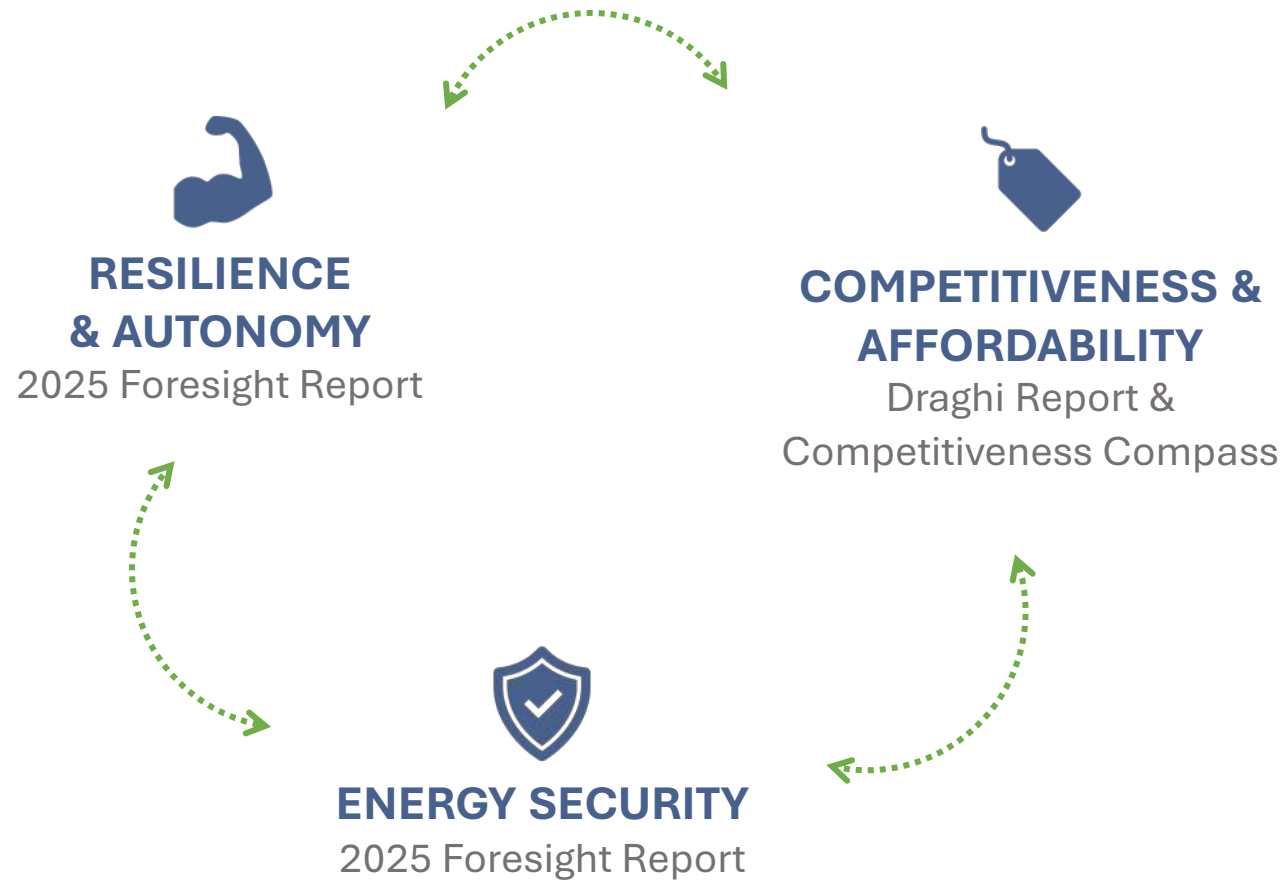 RESILIENCE
& AUTONOMY
2025 Foresight Report
COMPETITIVENESS &
AFFORDABILITY
Draghi Report &
Competitiveness Compass
ENERGY SECURITY
2025 Foresight Report